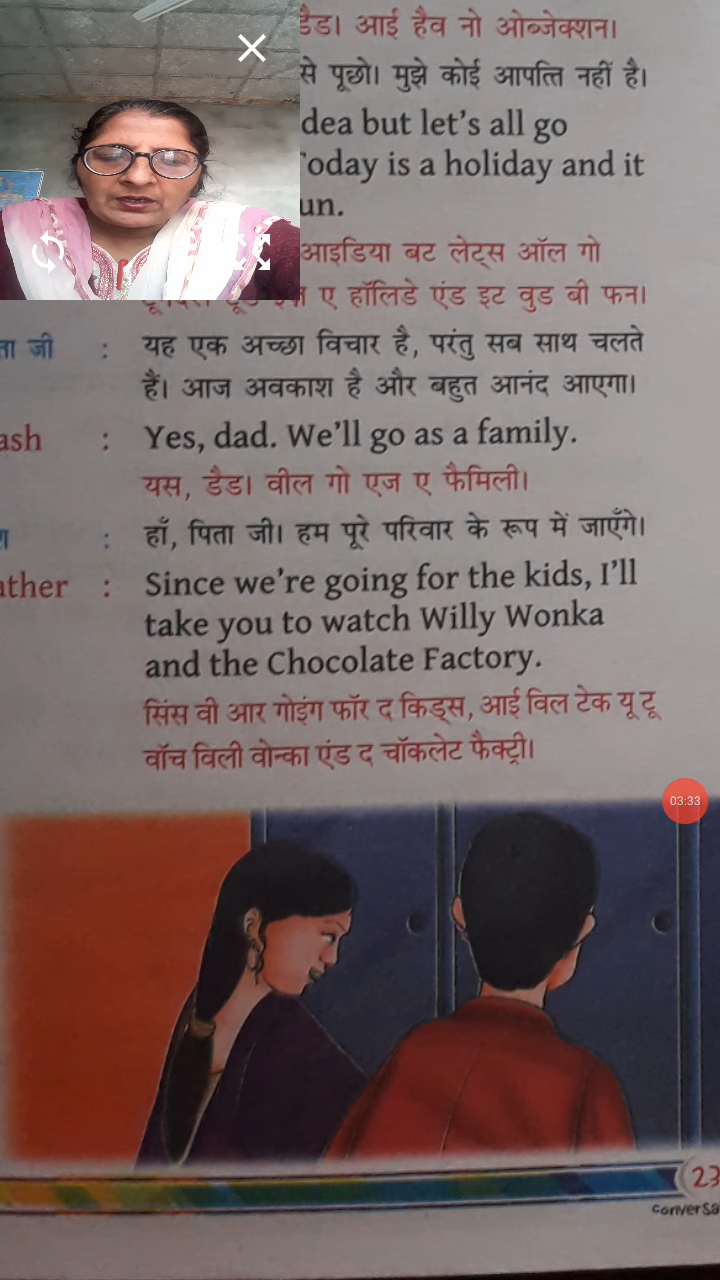 डैड। आई हैव नो ओब्जेक्शन।
से पूछो। मुझे कोई आपत्ति नहीं है।
dea but let's all go
Today is a holiday and it
un.
आइडिया बट लेट्स ऑल गो
ए हॉलिडे एंड इट वुड बी फन।
ता जी : यह एक अच्छा विचार है, परंतु सब साथ चलते
हैं। आज अवकाश है और बहुत आनंद आएगा।
ash : Yes, dad. We'll go as a family.
यस, डैड। वील गो एज ए फैमिली।
: हाँ, पिता जी। हम पूरे परिवार के रूप में जाएँगे।
ather : Since we're going for the kids, I'll
take you to watch Willy Wonka
and the Chocolate Factory.
सिंस वी आर गोइंग फॉर द किड्स, आई विल टेक यू टू
वॉच विली वोन्का एंड द चॉकलेट फैक्ट्री।
03:33
23
Conversa